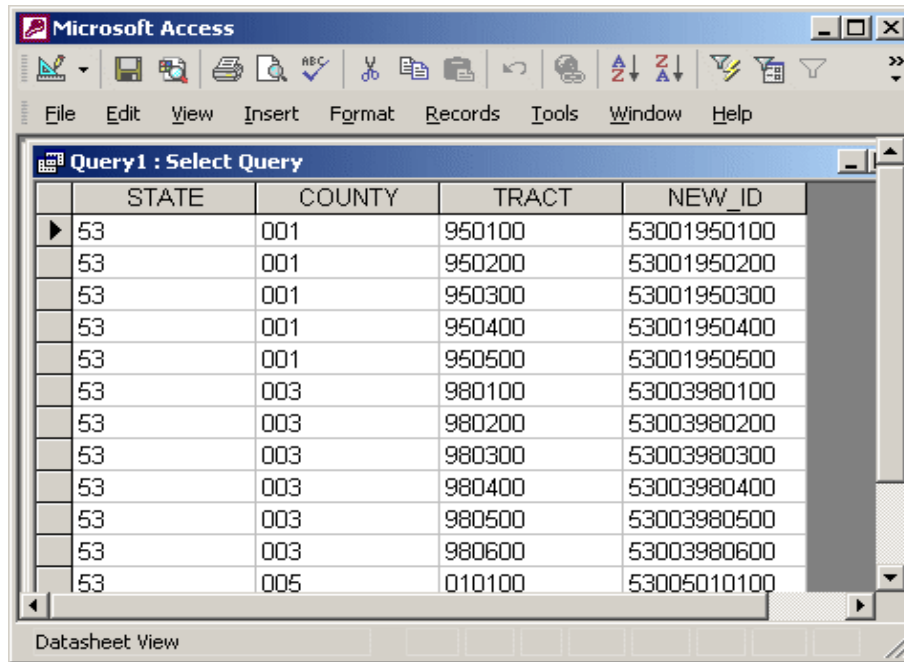 Microsoft Access
File Edit View Insert Format Records Tools Window Help
Query1 : Select Query
STATE COUNTY TRACT NEW_ID
53 001 950100 53001950100
53 001 950200 53001950200
53 001 950300 53001950300
53 001 950400 53001950400
53 001 950500 53001950500
53 003 980100 53003980100
53 003 980200 53003980200
53 003 980300 53003980300
53 003 980400 53003980400
53 003 980500 53003980500
53 003 980600 53003980600
53 005 010100 53005010100
Datasheet View